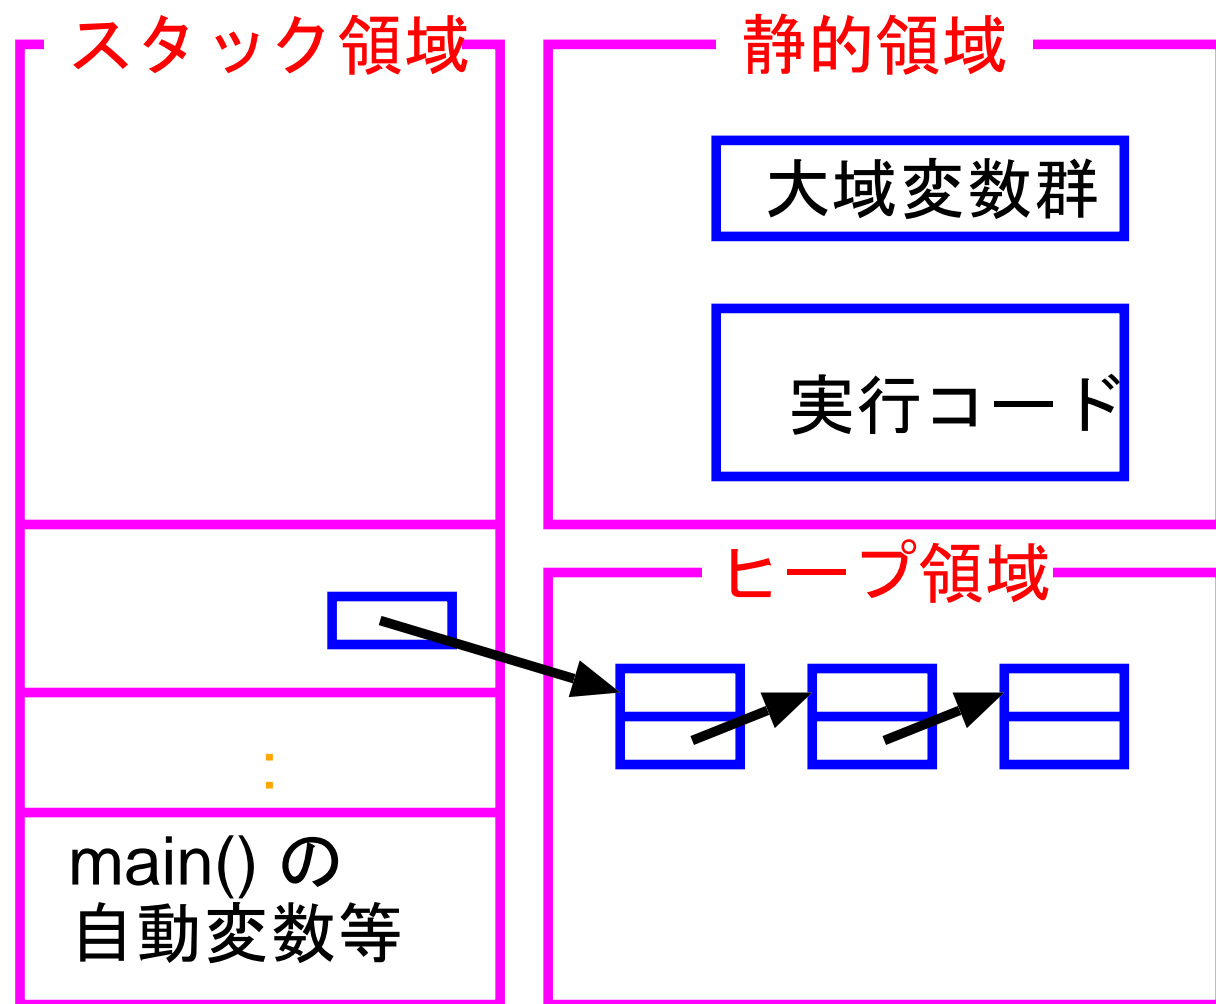 スタック領域
静的領域
大域変数群
実行コード
ヒープ領域
:
main() の
自動変数等